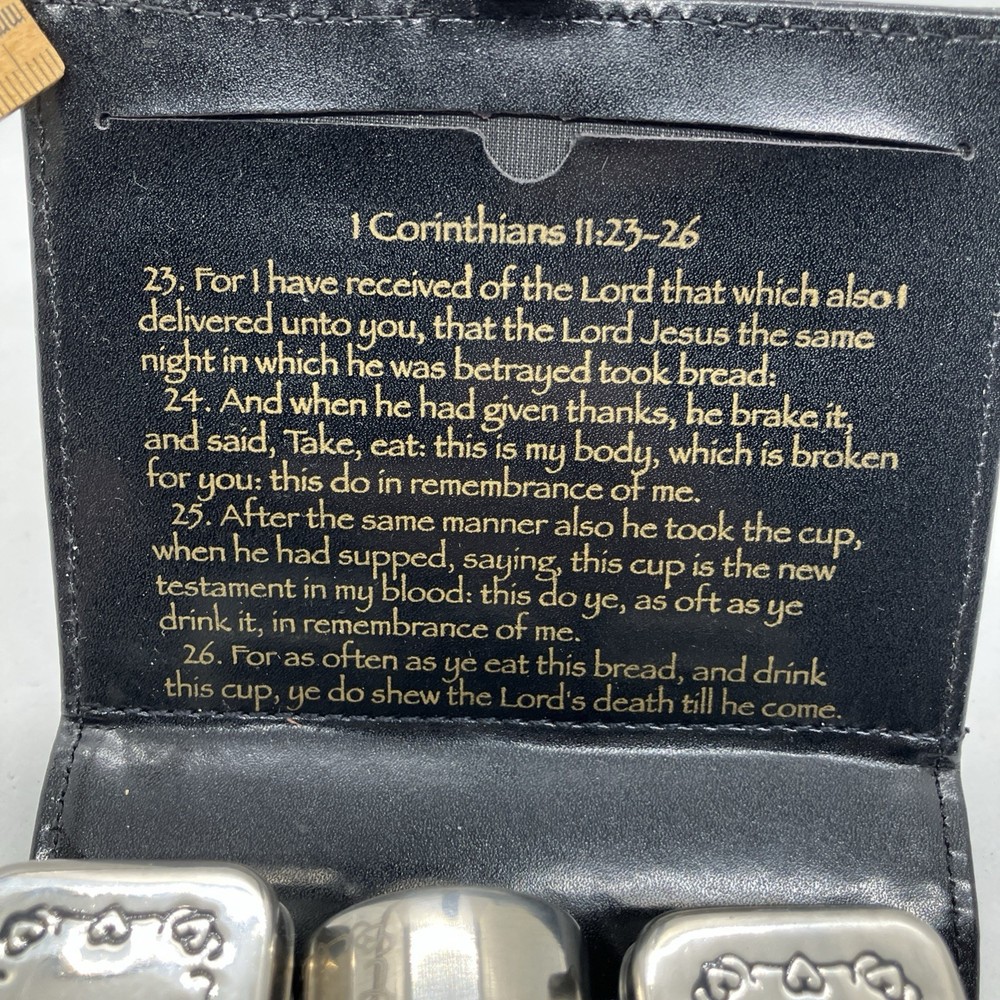 1 Corinthians 11:23-26
23. For I have received of the Lord that which also I
delivered unto you, that the Lord Jesus the same
night in which he was betrayed took bread:
24. And when he had given thanks, he brake it,
and said, Take, eat: this is my body, which is broken
for you: this do in remembrance of me.
25. After the same manner also he took the cup,
when he had supped, saying, this cup is the new
testament in my blood: this do ye, as oft as ye
drink it, in remembrance of me.
26. For as often as ye eat this bread, and drink
this cup, ye do shew the Lord's death till he come.